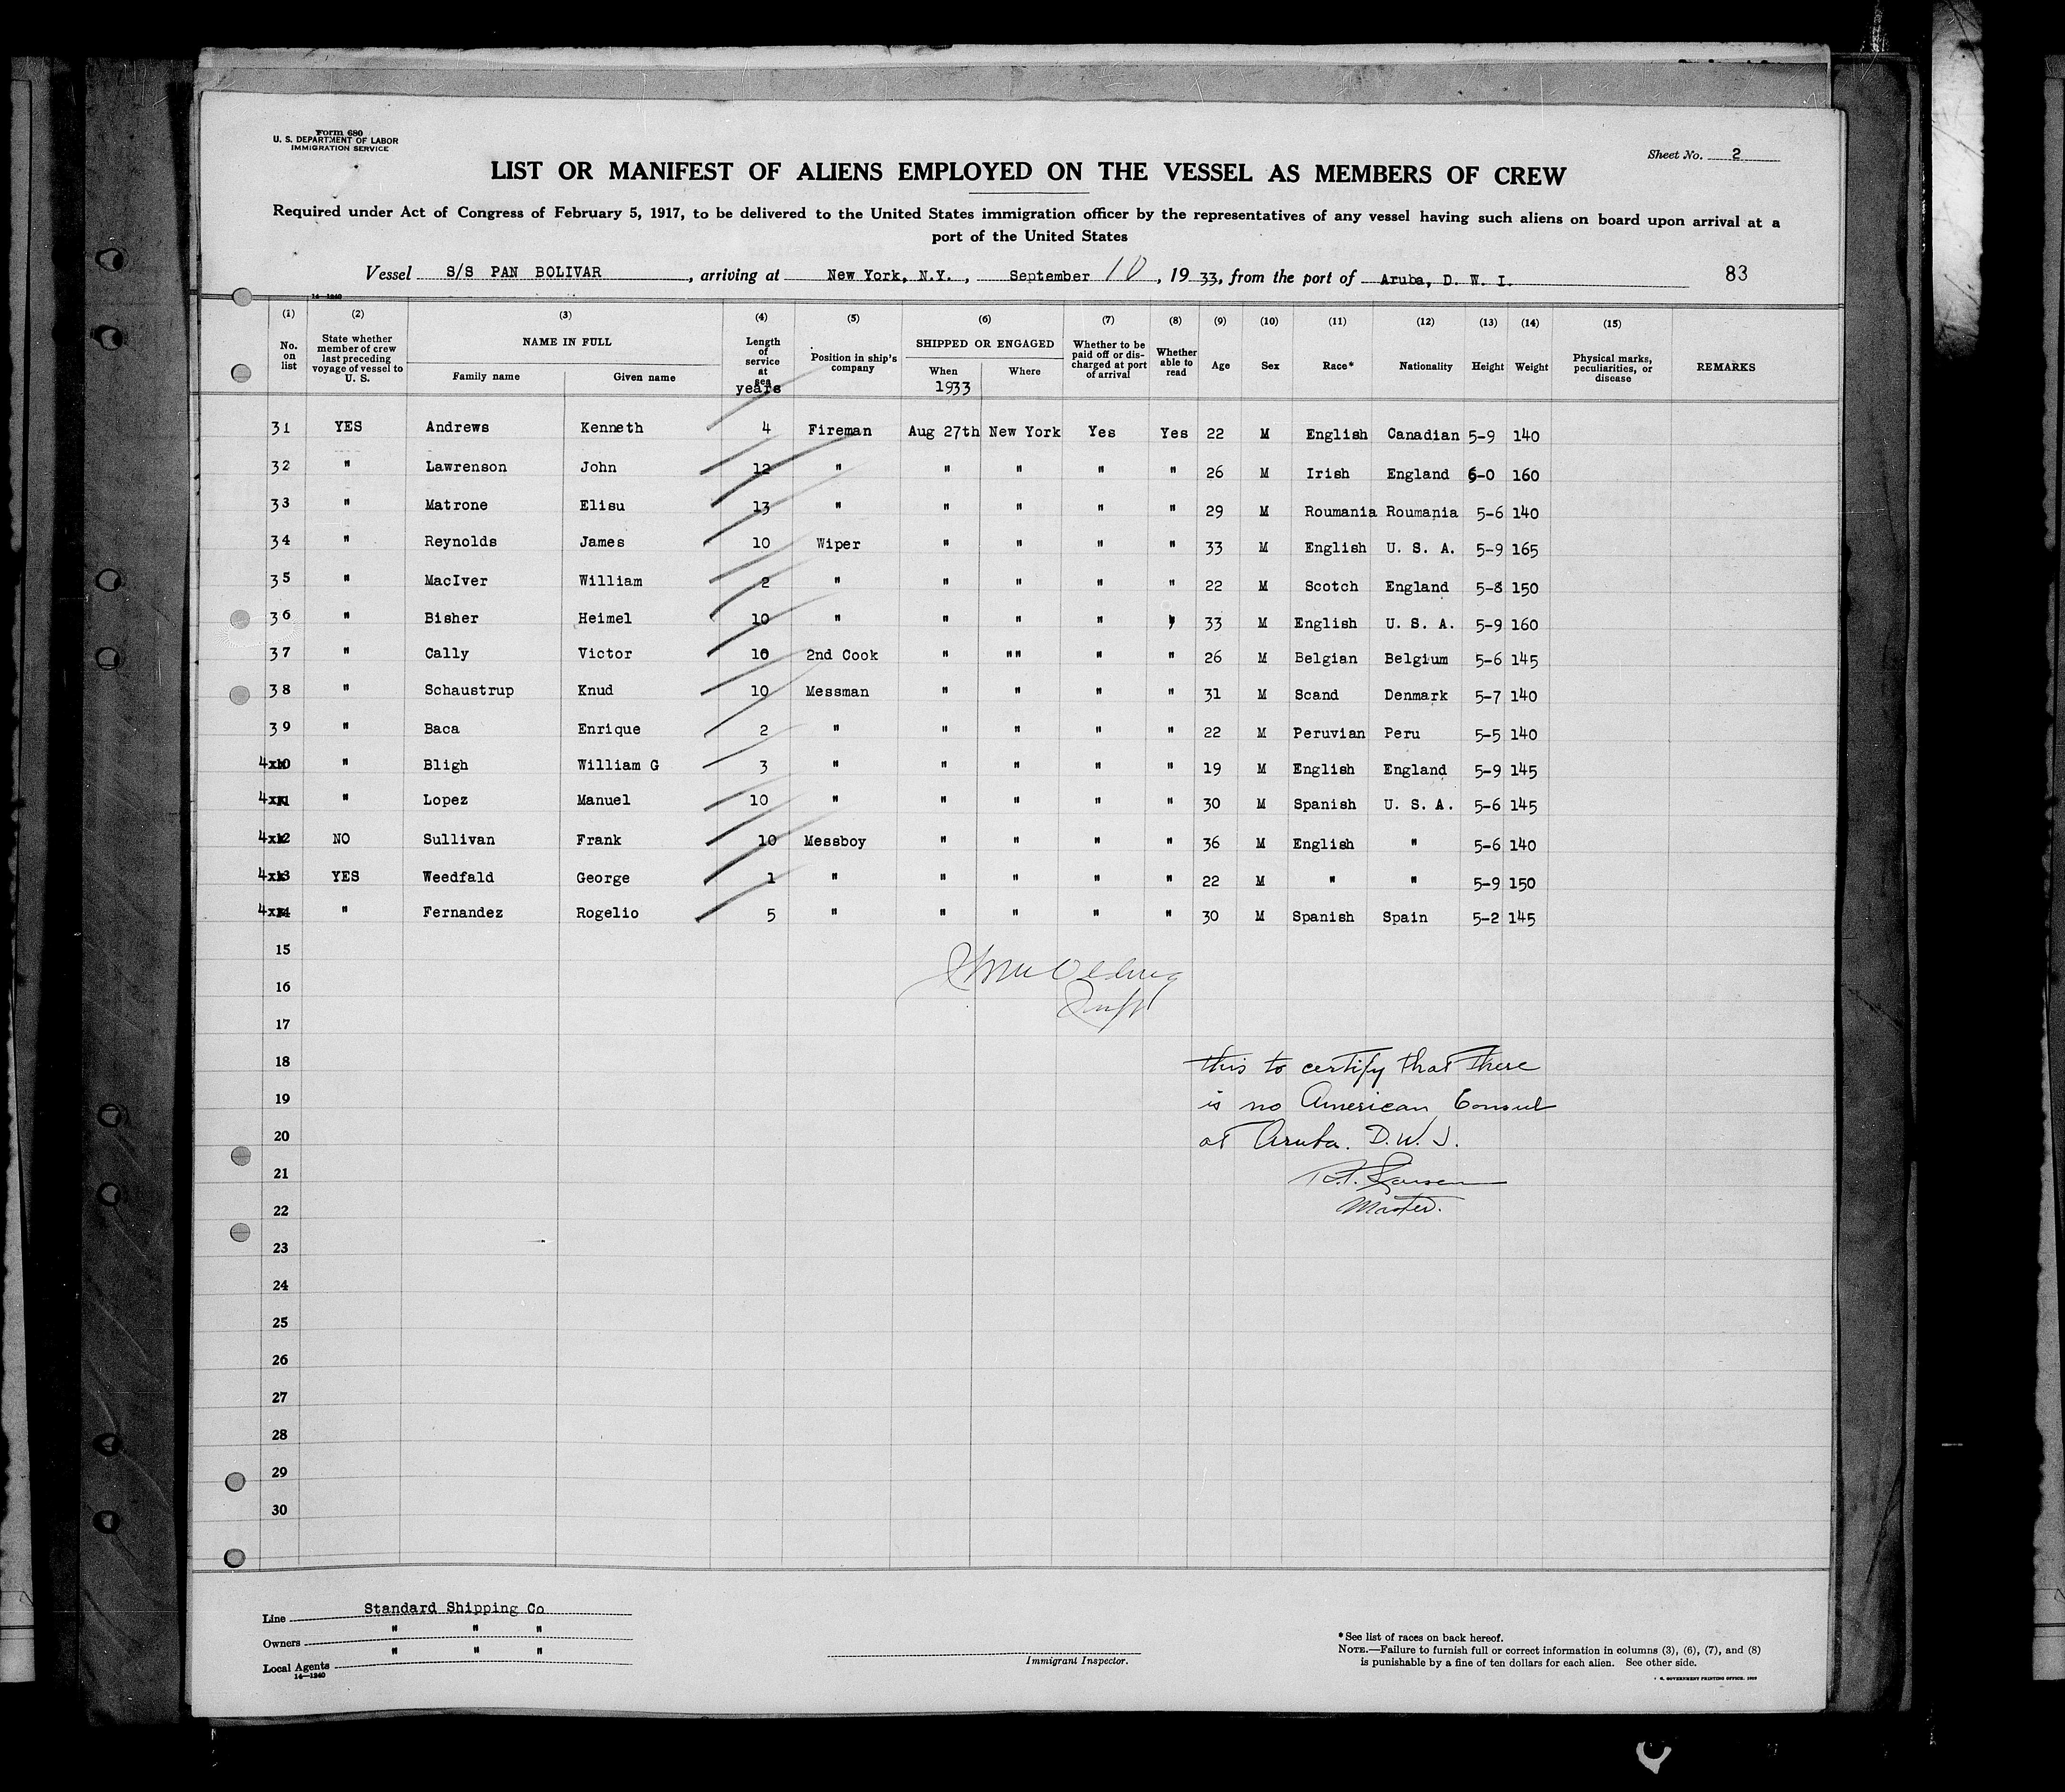 Form 680
U. S. DEPARTMENT OF LABOR
IMMIGRATION SERVICE
Sheet No. 2
LIST OR MANIFEST OF ALIENS EMPLOYED ON THE VESSEL AS MEMBERS OF CREW
Required under Act of Congress of February 5, 1917, to be delivered to the United States immigration officer by the representatives of any vessel having such aliens on board upon arrival at a
port of the United States
Vessel S/S PAN BOLIVAR, arriving at New York, N.Y., September 10, 1933, from the port of Aruba, D. W. I. 83
14—1240
(1) (2) (3) (4) (5) (6) (7) (8) (9) (10) (11) (12) (13) (14) (15)
No. on list State whether member of crew last preceding voyage of vessel to U. S. NAME IN FULL Family name Given name Length of service at sea years Position in ship's company SHIPPED OR ENGAGED When 1933 Where Whether to be paid off or discharged at port of arrival Whether able to read Age Sex Race* Nationality Height Weight Physical marks, peculiarities, or disease REMARKS
31 YES Andrews Kenneth 4 Fireman Aug 27th New York Yes Yes 22 M English Canadian 5-9 140
32 " Lawrenson John 12 " " " " " 26 M Irish England 6-0 160
33 " Matrone Elisu 13 " " " " " 29 M Roumania Roumania 5-6 140
34 " Reynolds James 10 Wiper " " " " 33 M English U. S. A. 5-9 165
35 " MacIver William 2 " " " " " 22 M Scotch England 5-8 150
36 " Bisher Heimel 10 " " " " " 33 M English U. S. A. 5-9 160
37 " Cally Victor 10 2nd Cook " "" " " 26 M Belgian Belgium 5-6 145
38 " Schaustrup Knud 10 Messman " " " " 31 M Scand Denmark 5-7 140
39 " Baca Enrique 2 " " " " " 22 M Peruvian Peru 5-5 140
4x10 " Bligh William G 3 " " " " " 19 M English England 5-9 145
4x11 " Lopez Manuel 10 " " " " " 30 M Spanish U. S. A. 5-6 145
4x12 NO Sullivan Frank 10 Messboy " " " " 36 M English " 5-6 140
4x13 YES Weedfald George 1 " " " " " 22 M " " 5-9 150
4x14 " Fernandez Rogelio 5 " " " " " 30 M Spanish Spain 5-2 145
15
16
17
18 this to certify that there
19 is no American Consul
20 at Aruba. D.W.I.
21
22 Master.
23
24
25
26
27
28
29
30
Line Standard Shipping Co
Owners " " "
Local Agents " " "
14—1240
Immigrant Inspector.
*See list of races on back hereof.
NOTE.—Failure to furnish full or correct information in columns (3), (6), (7), and (8)
is punishable by a fine of ten dollars for each alien. See other side.